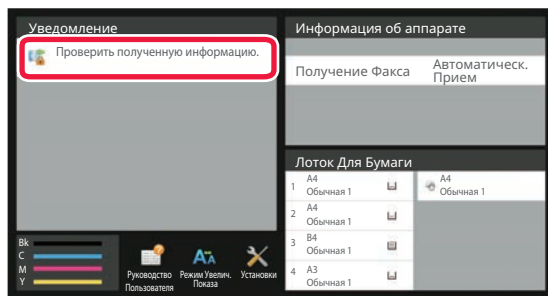 Уведомление
Проверить полученную информацию.
Информация об аппарате
Получение Факса
Автоматическ.
Прием
Лоток Для Бумаги
1 A4
Обычная 1
2 A4
Обычная 1
3 B4
Обычная 1
4 A3
Обычная 1
A4
Обычная 1
Bk
C
M
Y
Руководство
Пользователя
Режим Увелич.
Показа
Установки